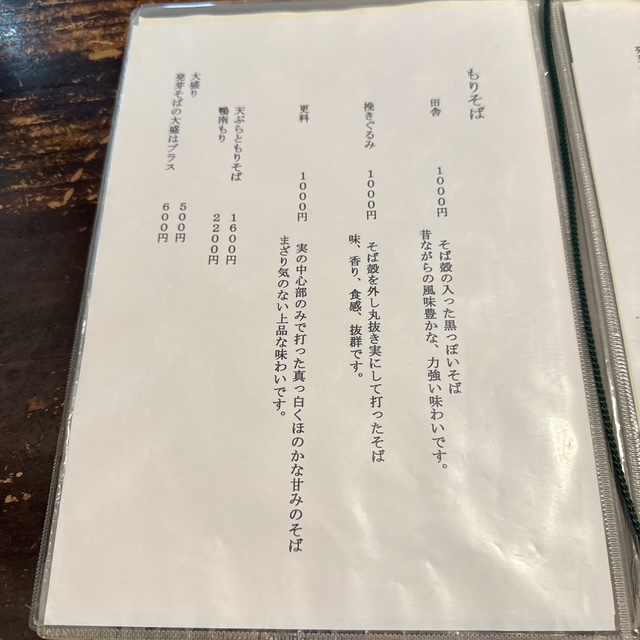 もりそば
田舎　１０００円　そば殻の入った黒っぽいそば
昔ながらの風味豊かな、力強い味わいです。
挽きぐるみ　１０００円　そば殻を外し丸抜き実にして打ったそば
味、香り、食感、抜群です。
更科　１０００円　実の中心部のみで打った真っ白くほのかな甘みのそば
まざり気のない上品な味わいです。
天ぷらともりそば　１６００円
鴨南もり　２２００円
大盛り　５００円
発芽そばの大盛はプラス　６００円